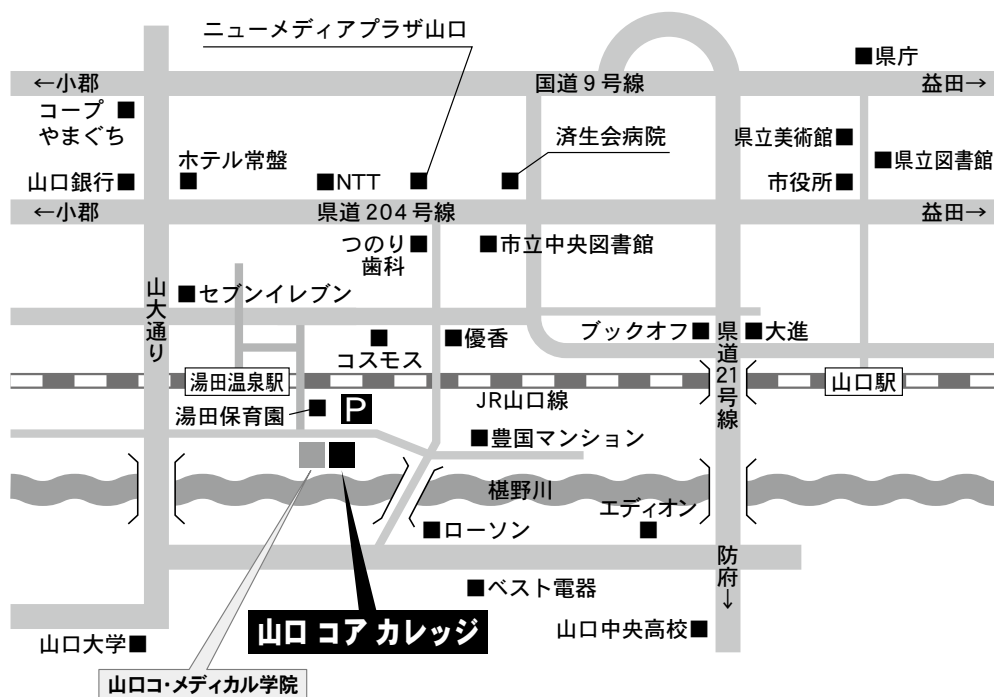 ニューメディアプラザ山口
■県庁
←小郡
国道9号線
益田→
コープ■
やまぐち
済生会病院
県立美術館■
ホテル常盤
■県立図書館
山口銀行■
■NTT
市役所■
←小郡
県道204号線
益田→
つのり■
歯科
■市立中央図書館
山大通り
■セブンイレブン
ブックオフ■
■大進
県道21号線
■優香
コスモス
湯田温泉駅
山口駅
JR山口線
湯田保育園
P
■豊国マンション
椹野川
エディオン
■ローソン
防府→
■ベスト電器
山口 コア カレッジ
山口中央高校■
山口大学■
山口コ・メディカル学院